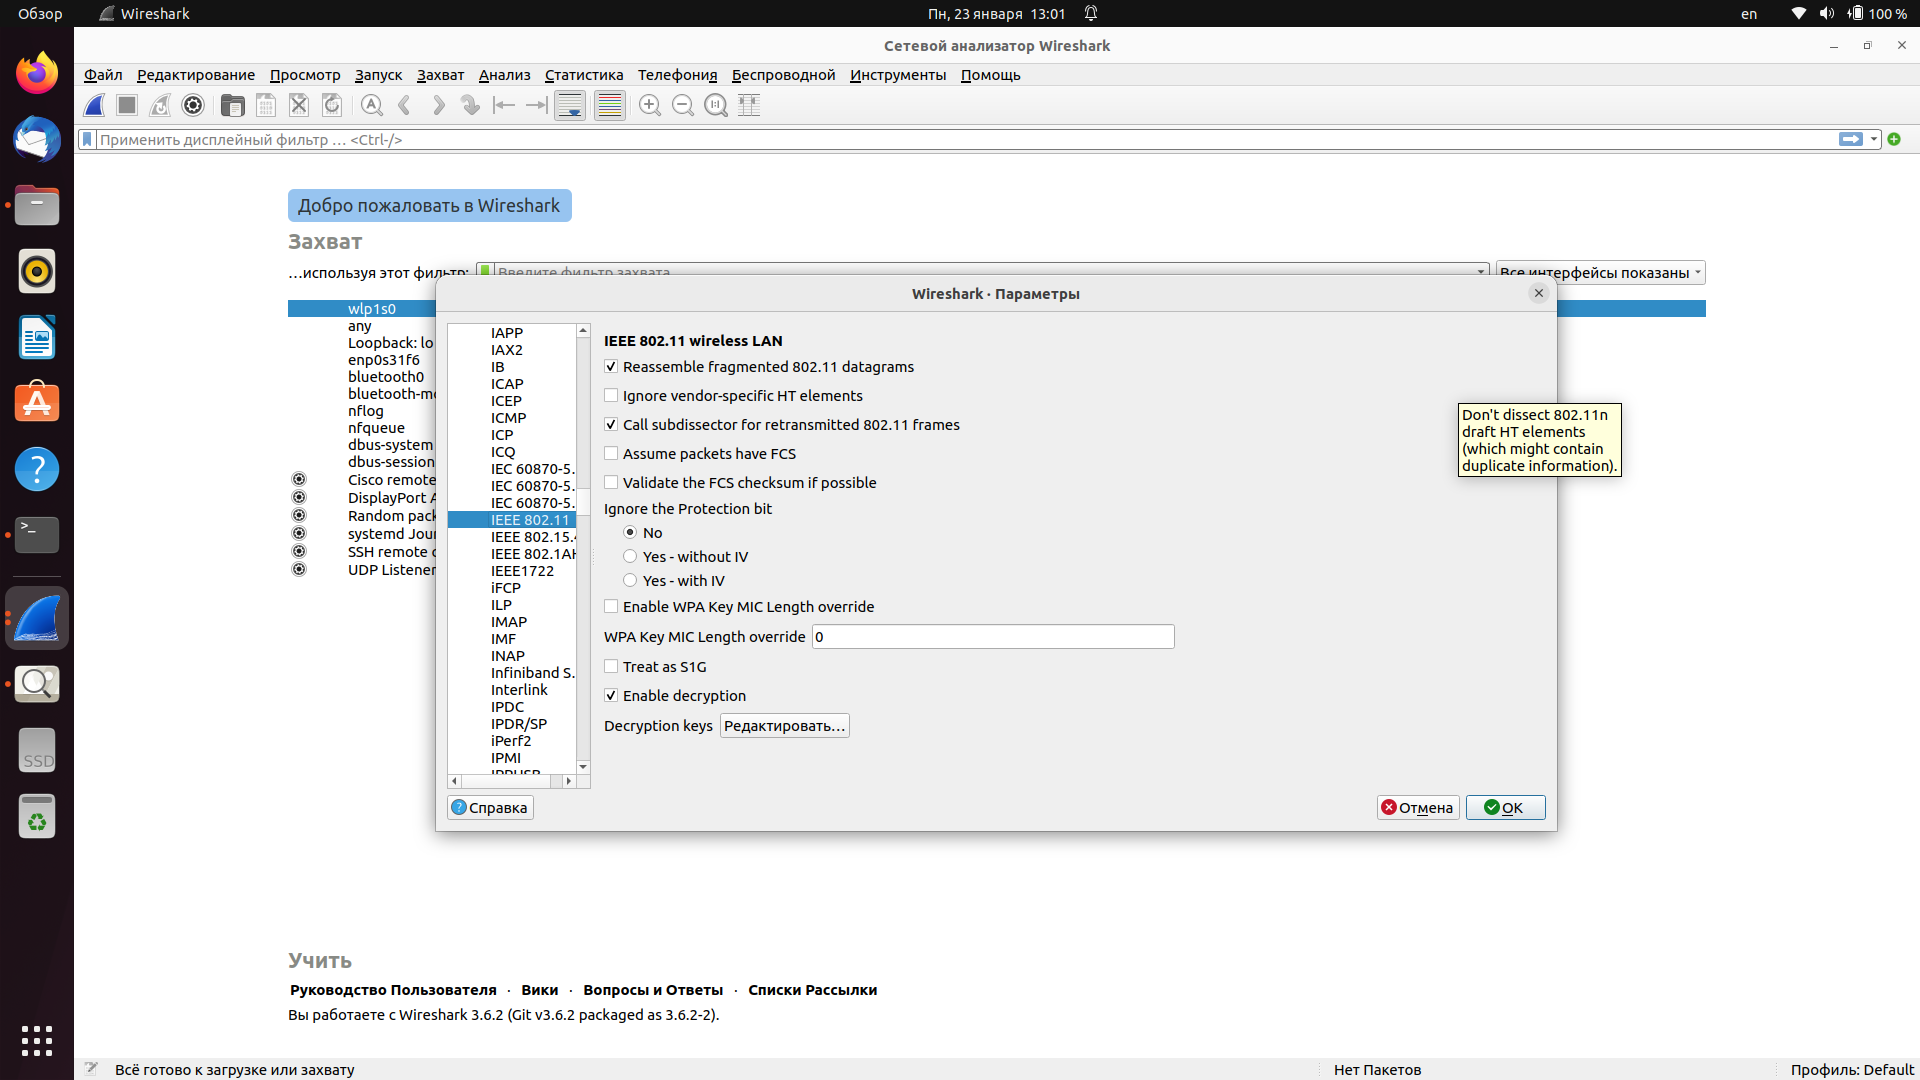 Обзор
Wireshark
Пн, 23 января 13:01
en
100 %
Сетевой анализатор Wireshark
Файл Редактирование Просмотр Запуск Захват Анализ Статистика Телефония Беспроводной Инструменты Помощь
Применить дисплейный фильтр … <Ctrl-/>
Добро пожаловать в Wireshark
Захват
…используя этот фильтр:
Введите фильтр захвата
Все интерфейсы показаны
wlp1s0
any
Loopback: lo
enp0s31f6
bluetooth0
bluetooth-mo
nflog
nfqueue
dbus-system
dbus-session
Cisco remote
DisplayPort A
Random pack
systemd Jour
SSH remote c
UDP Listener
Wireshark · Параметры
IAPP
IAX2
IB
ICAP
ICEP
ICMP
ICP
ICQ
IEC 60870-5.
IEC 60870-5.
IEC 60870-5.
IEEE 802.11
IEEE 802.15.4
IEEE 802.1AH
IEEE1722
iFCP
ILP
IMAP
IMF
INAP
Infiniband S.
Interlink
IPDC
IPDR/SP
iPerf2
IPMI
IPPUSB
IEEE 802.11 wireless LAN
Reassemble fragmented 802.11 datagrams
Ignore vendor-specific HT elements
Call subdissector for retransmitted 802.11 frames
Assume packets have FCS
Validate the FCS checksum if possible
Ignore the Protection bit
No
Yes - without IV
Yes - with IV
Enable WPA Key MIC Length override
WPA Key MIC Length override 0
Treat as S1G
Enable decryption
Decryption keys Редактировать…
Don't dissect 802.11n
draft HT elements
(which might contain
duplicate information).
Справка
Отмена
OK
SSD
Учить
Руководство Пользователя · Вики · Вопросы и Ответы · Списки Рассылки
Вы работаете с Wireshark 3.6.2 (Git v3.6.2 packaged as 3.6.2-2).
Всё готово к загрузке или захвату
Нет Пакетов
Профиль: Default